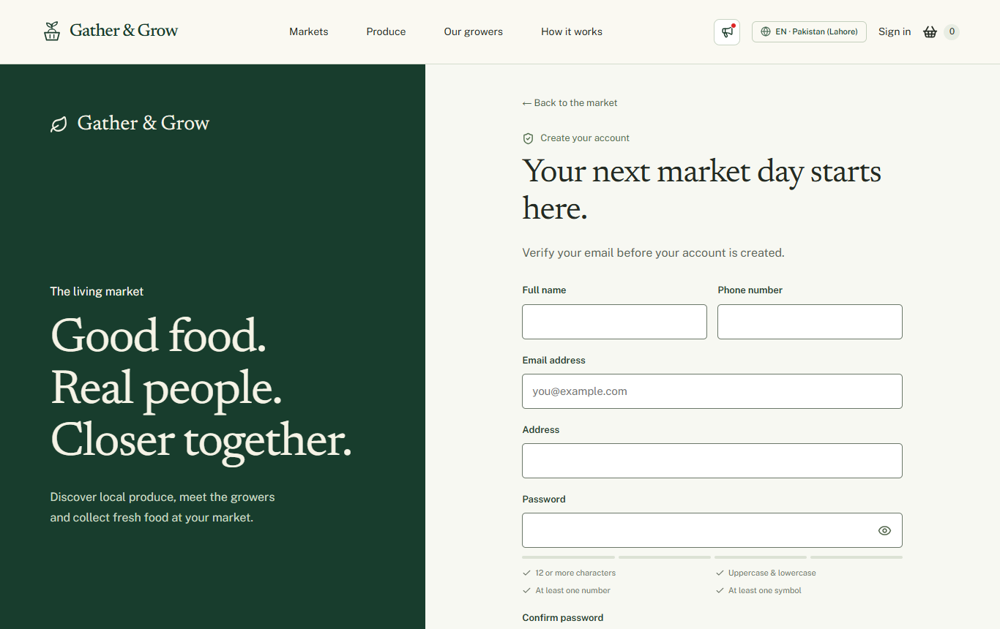 Gather & Grow
Markets
Produce
Our growers
How it works
EN · Pakistan (Lahore)
Sign in
0
Gather & Grow
The living market
Good food.
Real people.
Closer together.
Discover local produce, meet the growers
and collect fresh food at your market.
← Back to the market
Create your account
Your next market day starts
here.
Verify your email before your account is created.
Full name
Phone number
Email address
you@example.com
Address
Password
12 or more characters
Uppercase & lowercase
At least one number
At least one symbol
Confirm password